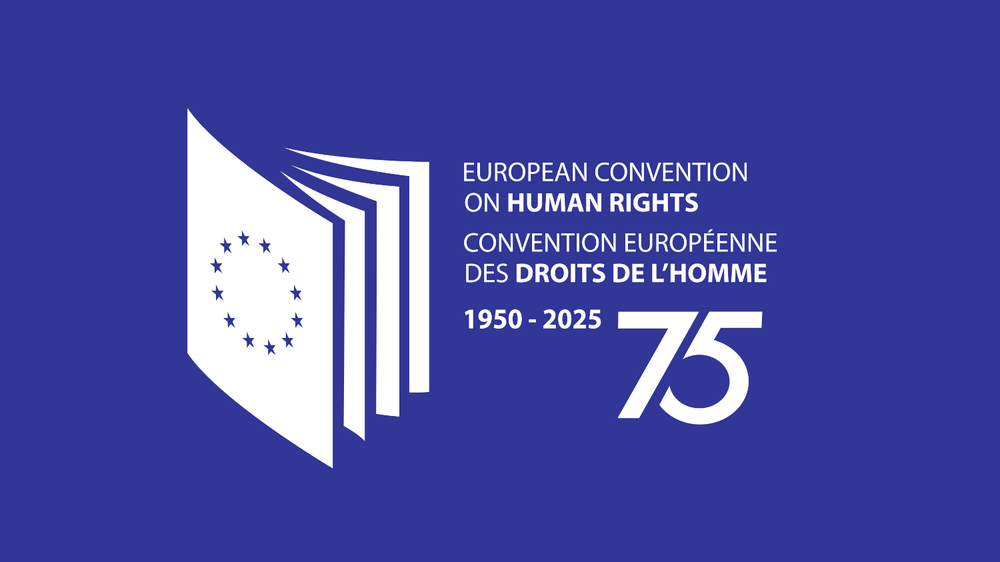 EUROPEAN CONVENTION
ON HUMAN RIGHTS
CONVENTION EUROPÉENNE
DES DROITS DE L’HOMME
1950 - 2025 75